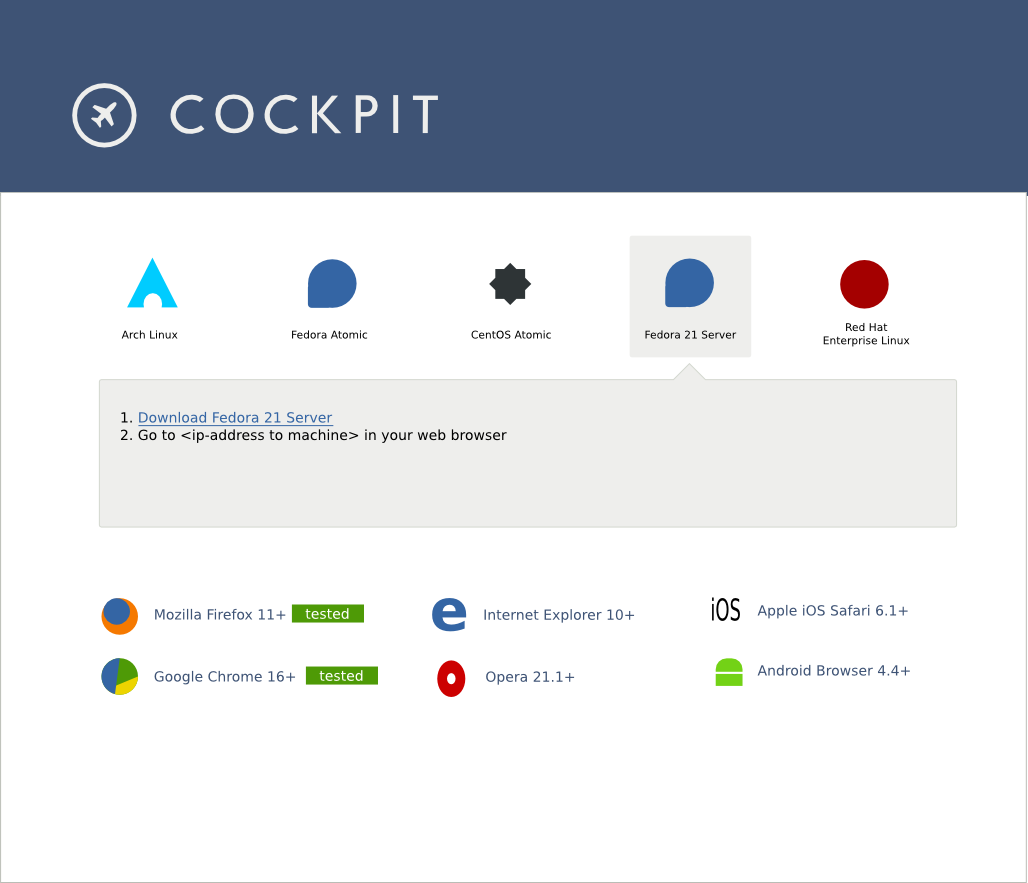 COCKPIT
Arch Linux
Fedora Atomic
CentOS Atomic
Fedora 21 Server
Red Hat
Enterprise Linux
1. Download Fedora 21 Server
2. Go to <ip-address to machine> in your web browser
Mozilla Firefox 11+ tested
e Internet Explorer 10+
iOS Apple iOS Safari 6.1+
Google Chrome 16+ tested
Opera 21.1+
Android Browser 4.4+